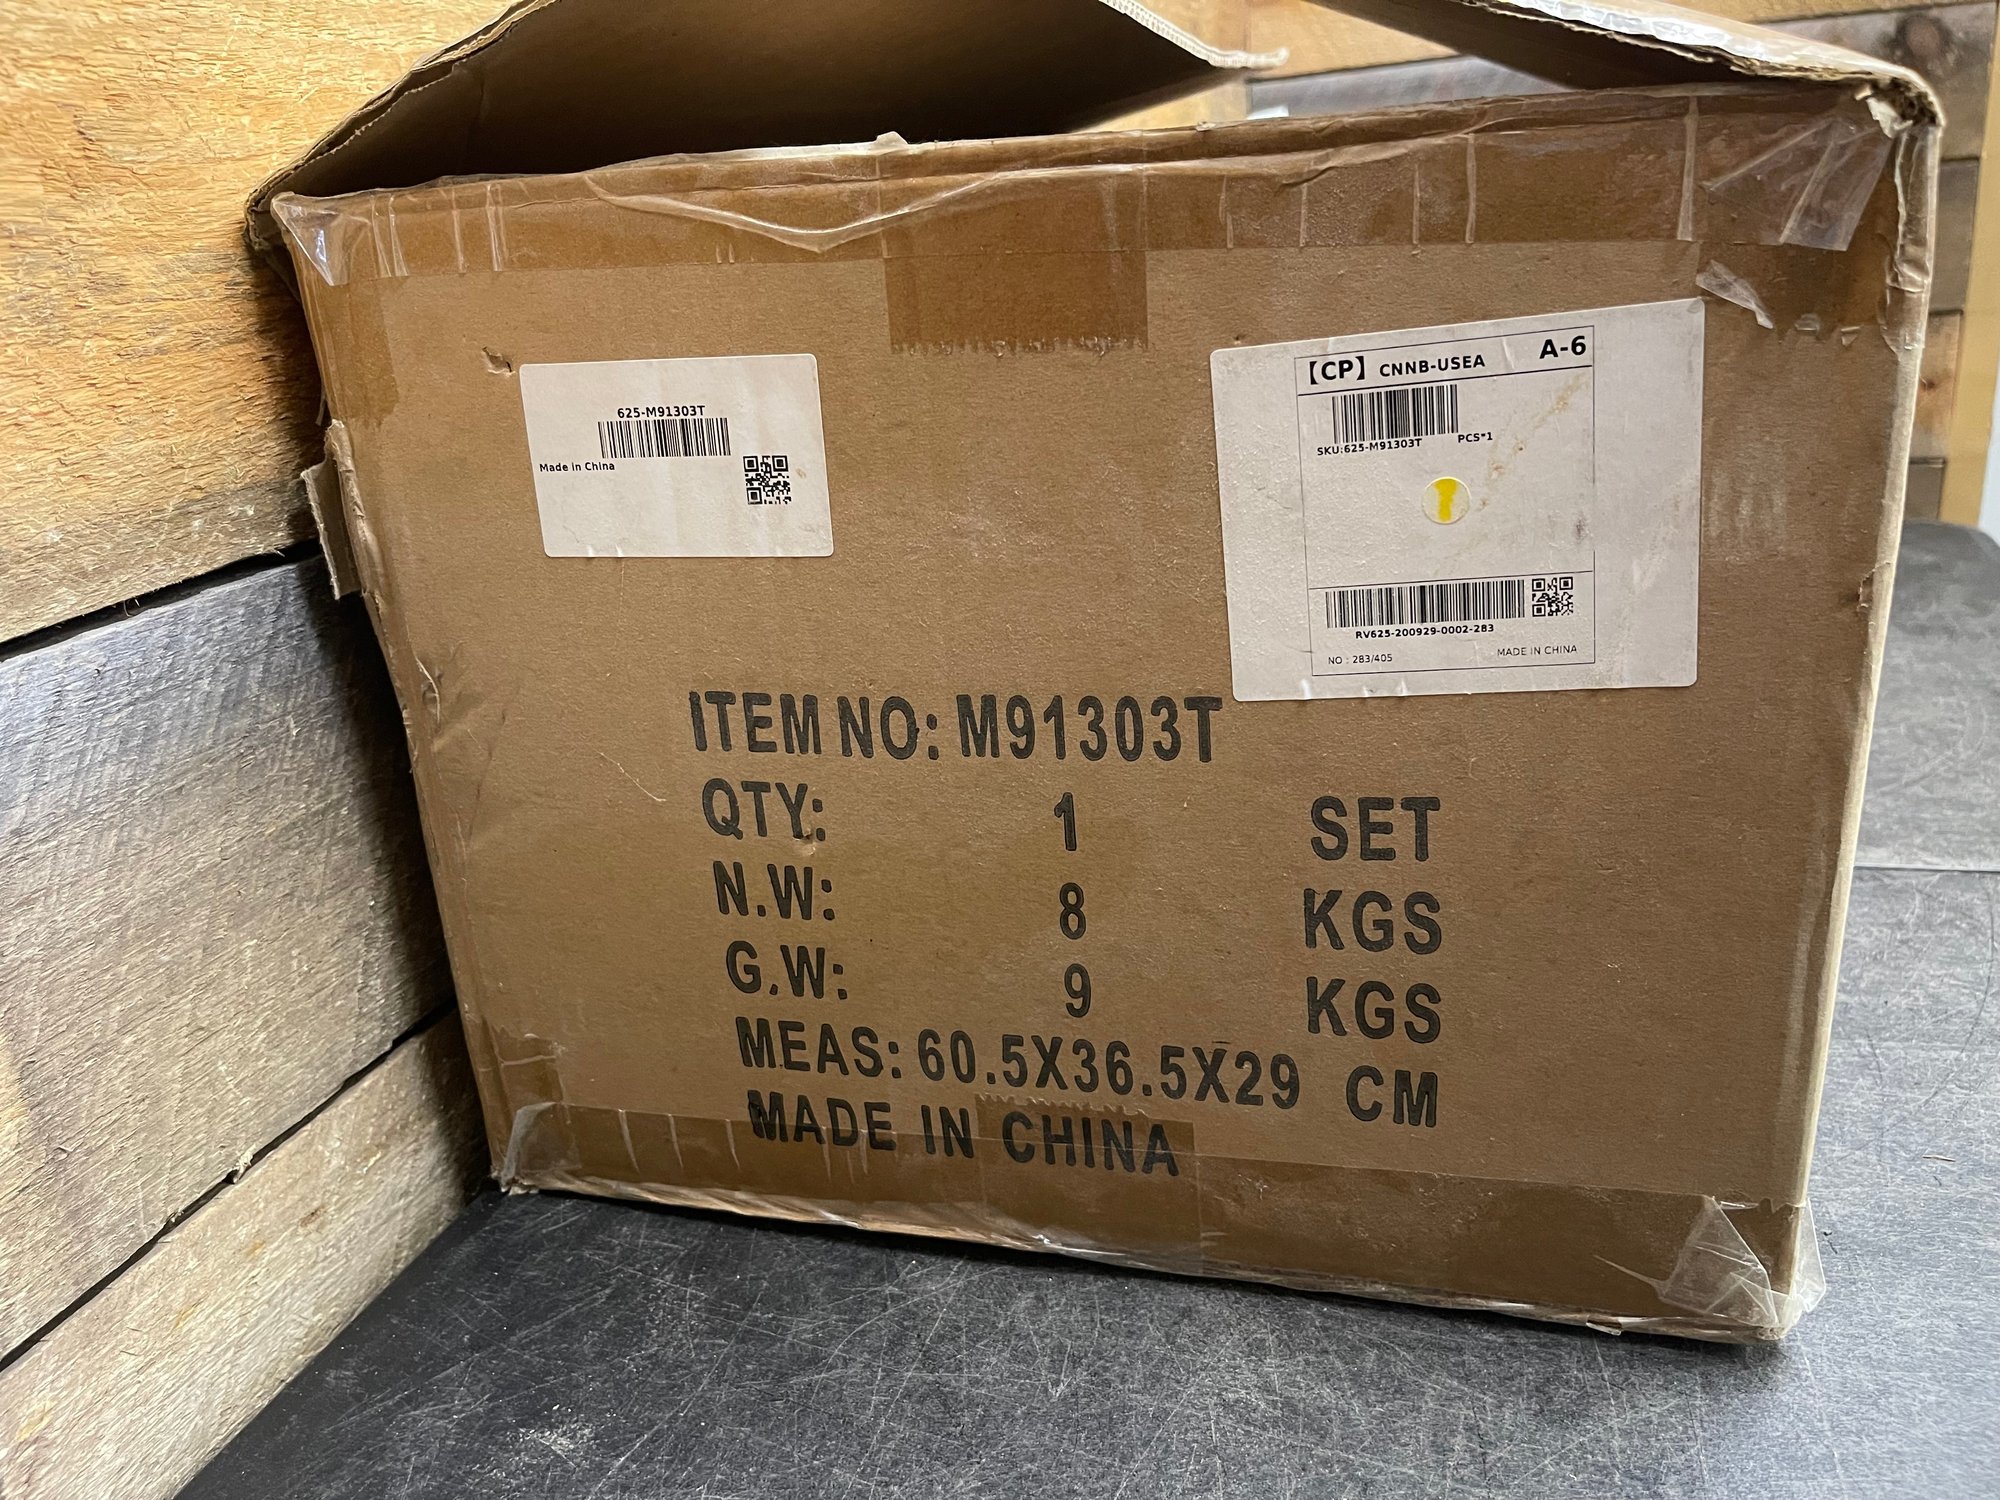 625-M91303T
Made in China
【CP】 CNNB-USEA A-6
SKU:625-M91303T PCS*1
RV625-200929-0002-283
NO : 283/405 MADE IN CHINA
ITEM NO: M91303T
QTY: 1 SET
N.W: 8 KGS
G.W: 9 KGS
MEAS: 60.5X36.5X29 CM
MADE IN CHINA